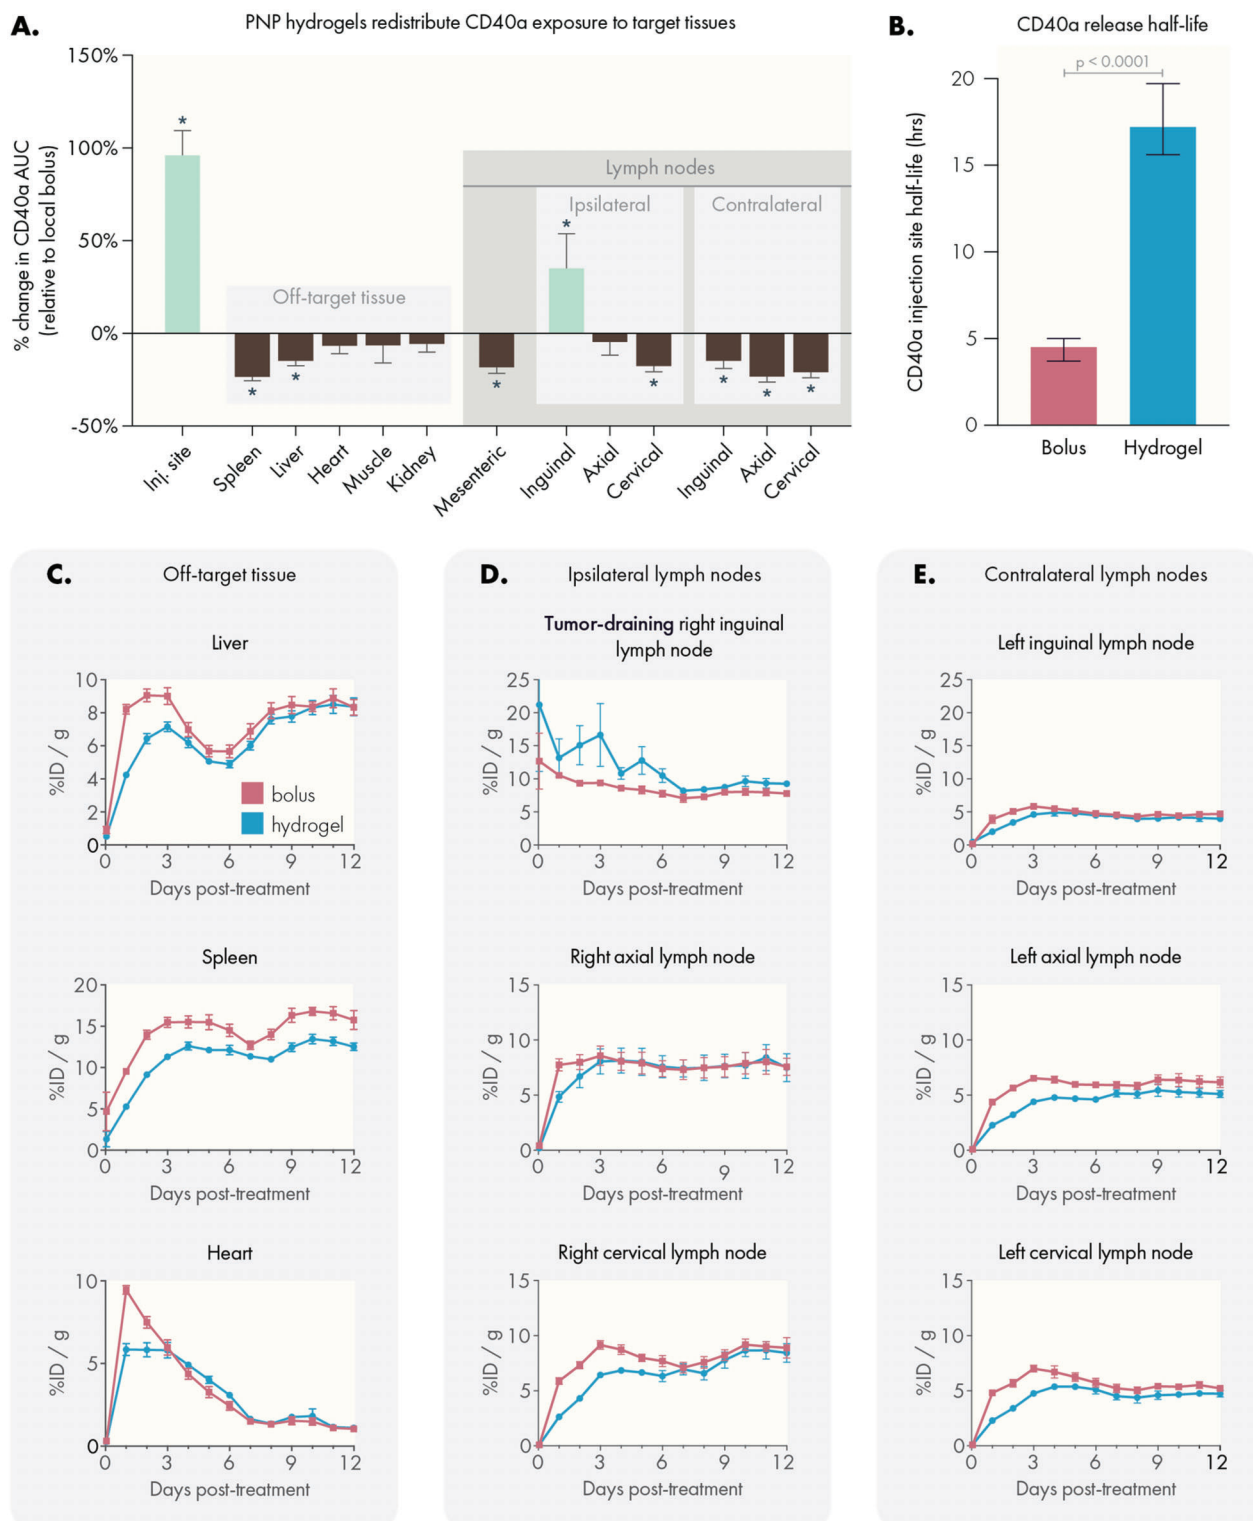 A.
PNP hydrogels redistribute CD40a exposure to target tissues
% change in CD40a AUC
(relative to local bolus)
150%
100%
50%
0%
-50%
*
Off-target tissue
*
*
Lymph nodes
Ipsilateral
Contralateral
*
*
*
*
*
*
Inj. site
Spleen
Liver
Heart
Muscle
Kidney
Mesenteric
Inguinal
Axial
Cervical
Inguinal
Axial
Cervical
B.
CD40a release half-life
p < 0.0001
CD40a injection site half-life (hrs)
20
15
10
5
0
Bolus
Hydrogel
C.
Off-target tissue
Liver
%ID / g
10
8
6
4
2
0
bolus
hydrogel
0 3 6 9 12
Days post-treatment
Spleen
%ID / g
20
15
10
5
0
0 3 6 9 12
Days post-treatment
Heart
%ID / g
10
5
0
0 3 6 9 12
Days post-treatment
D.
Ipsilateral lymph nodes
Tumor-draining right inguinal
lymph node
%ID / g
25
20
15
10
5
0
0 3 6 9 12
Days post-treatment
Right axial lymph node
%ID / g
15
10
5
0
0 3 6 9 12
Days post-treatment
Right cervical lymph node
%ID / g
15
10
5
0
0 3 6 9 12
Days post-treatment
E.
Contralateral lymph nodes
Left inguinal lymph node
%ID / g
25
20
15
10
5
0
0 3 6 9 12
Days post-treatment
Left axial lymph node
%ID / g
15
10
5
0
0 3 6 9 12
Days post-treatment
Left cervical lymph node
%ID / g
15
10
5
0
0 3 6 9 12
Days post-treatment